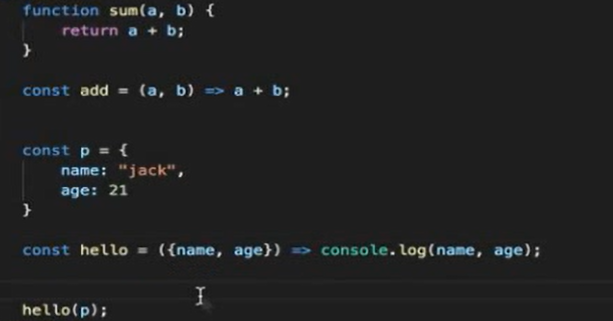 function sum(a, b) {
    return a + b;
}
const add = (a, b) => a + b;
const p = {
    name: "jack",
    age: 21
}
const hello = ({name, age}) => console.log(name, age);
hello(p);